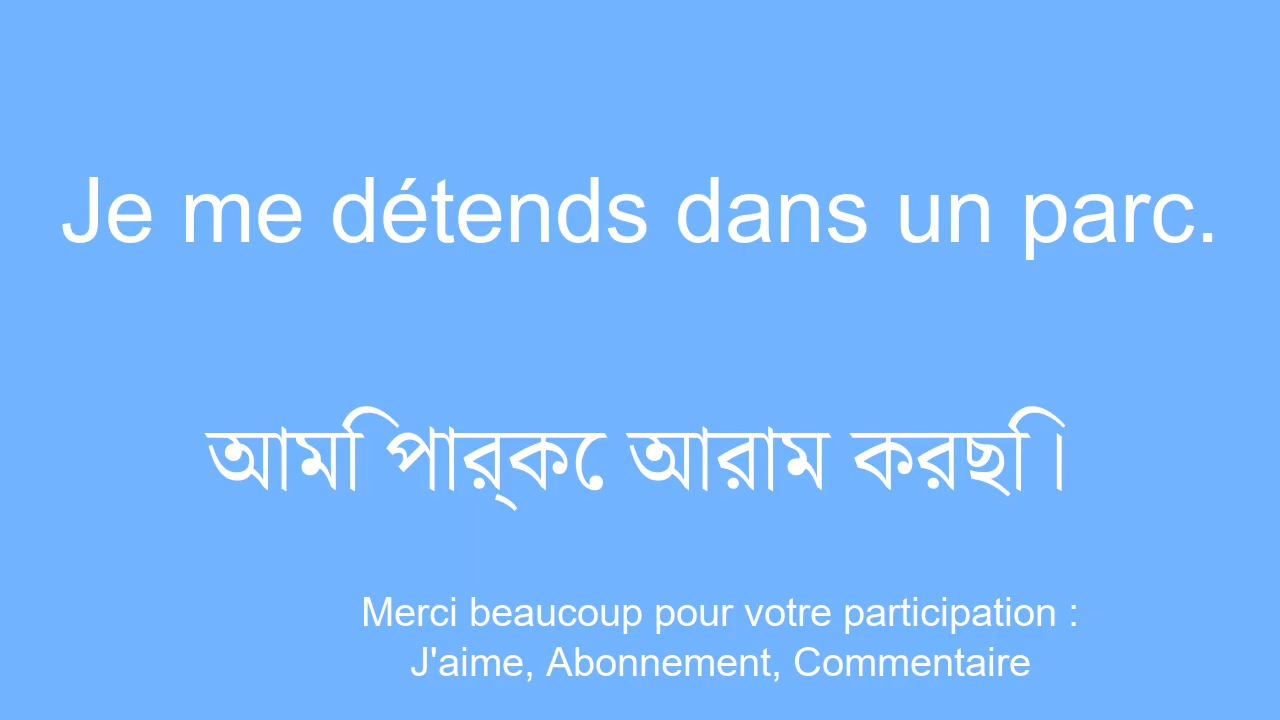 Je me détends dans un parc.
আমি পার্কে আরাম করছি।
Merci beaucoup pour votre participation :
J'aime, Abonnement, Commentaire